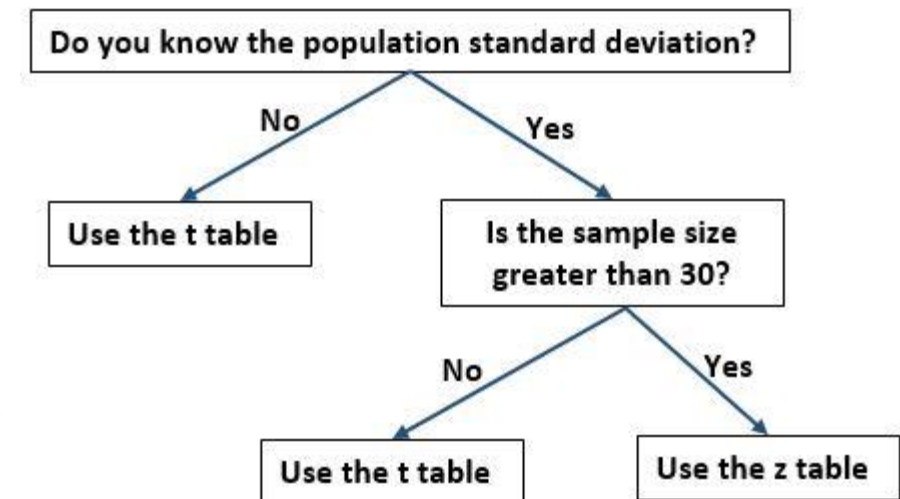 Do you know the population standard deviation?
No
Yes
Use the t table
Is the sample size
greater than 30?
No
Yes
Use the t table
Use the z table